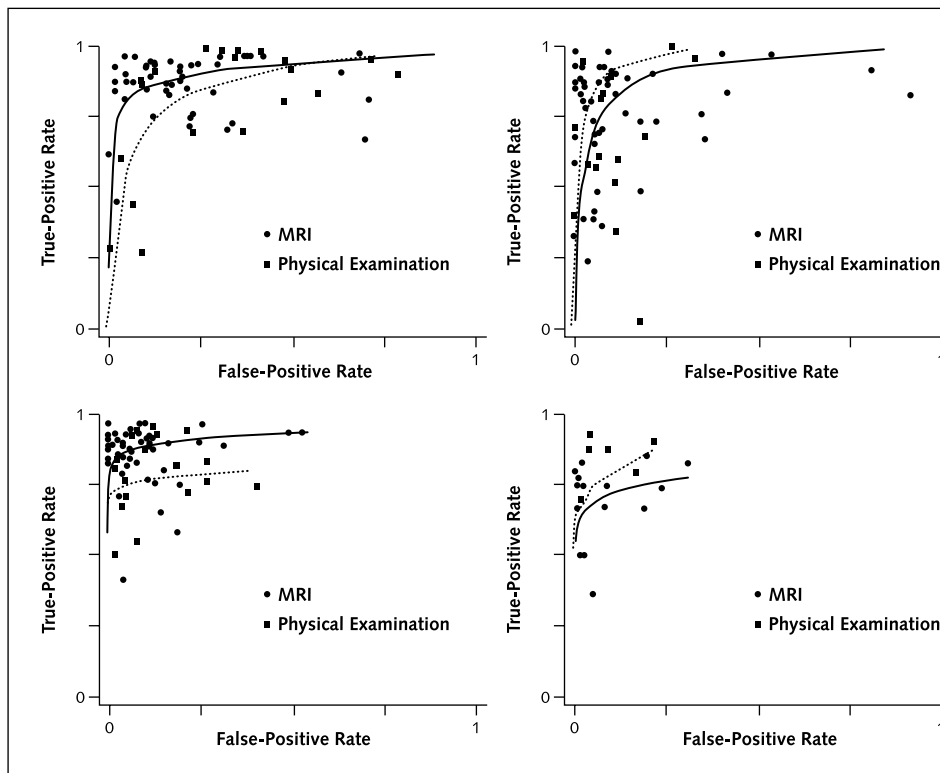 1
True-Positive Rate
MRI
Physical Examination
0
0
1
False-Positive Rate
1
True-Positive Rate
MRI
Physical Examination
0
0
1
False-Positive Rate
1
True-Positive Rate
MRI
Physical Examination
0
0
1
False-Positive Rate
1
True-Positive Rate
MRI
Physical Examination
0
0
1
False-Positive Rate